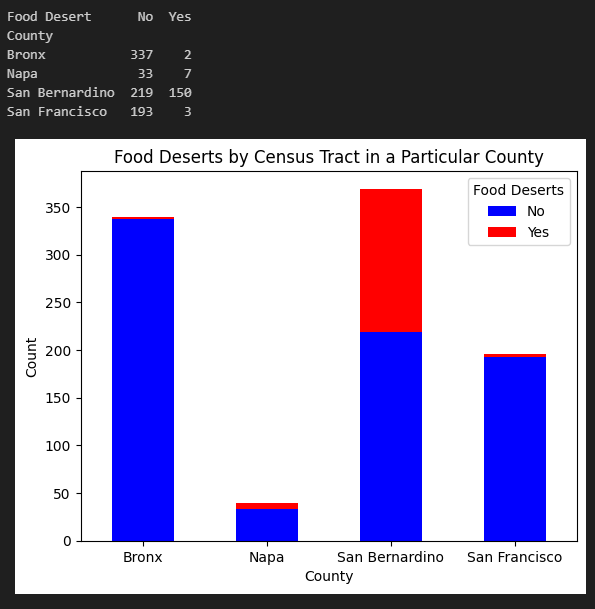 Food Desert No Yes
County
Bronx 337 2
Napa 33 7
San Bernardino 219 150
San Francisco 193 3
Food Deserts by Census Tract in a Particular County
Food Deserts
No
Yes
350
300
250
200
150
100
50
0
Count
Bronx Napa San Bernardino San Francisco
County